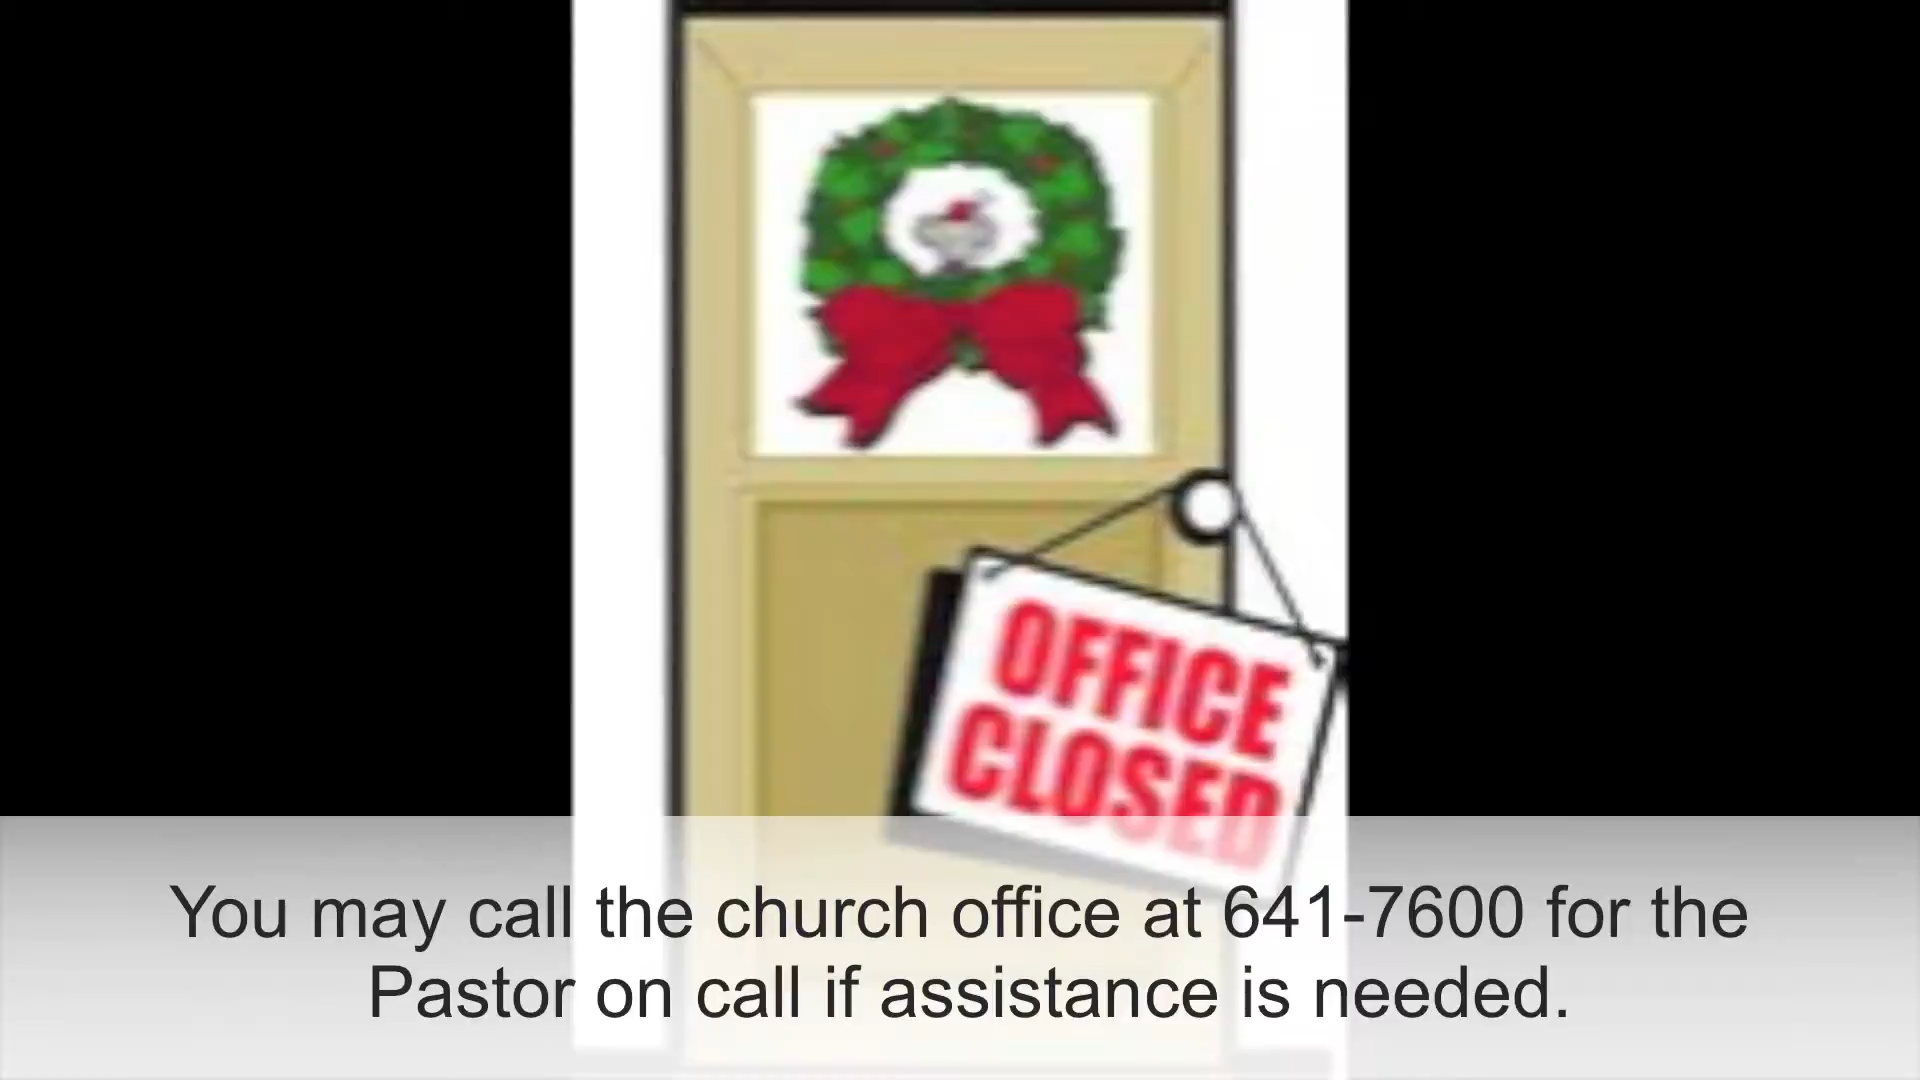 OFFICE
CLOSED
You may call the church office at 641-7600 for the
Pastor on call if assistance is needed.